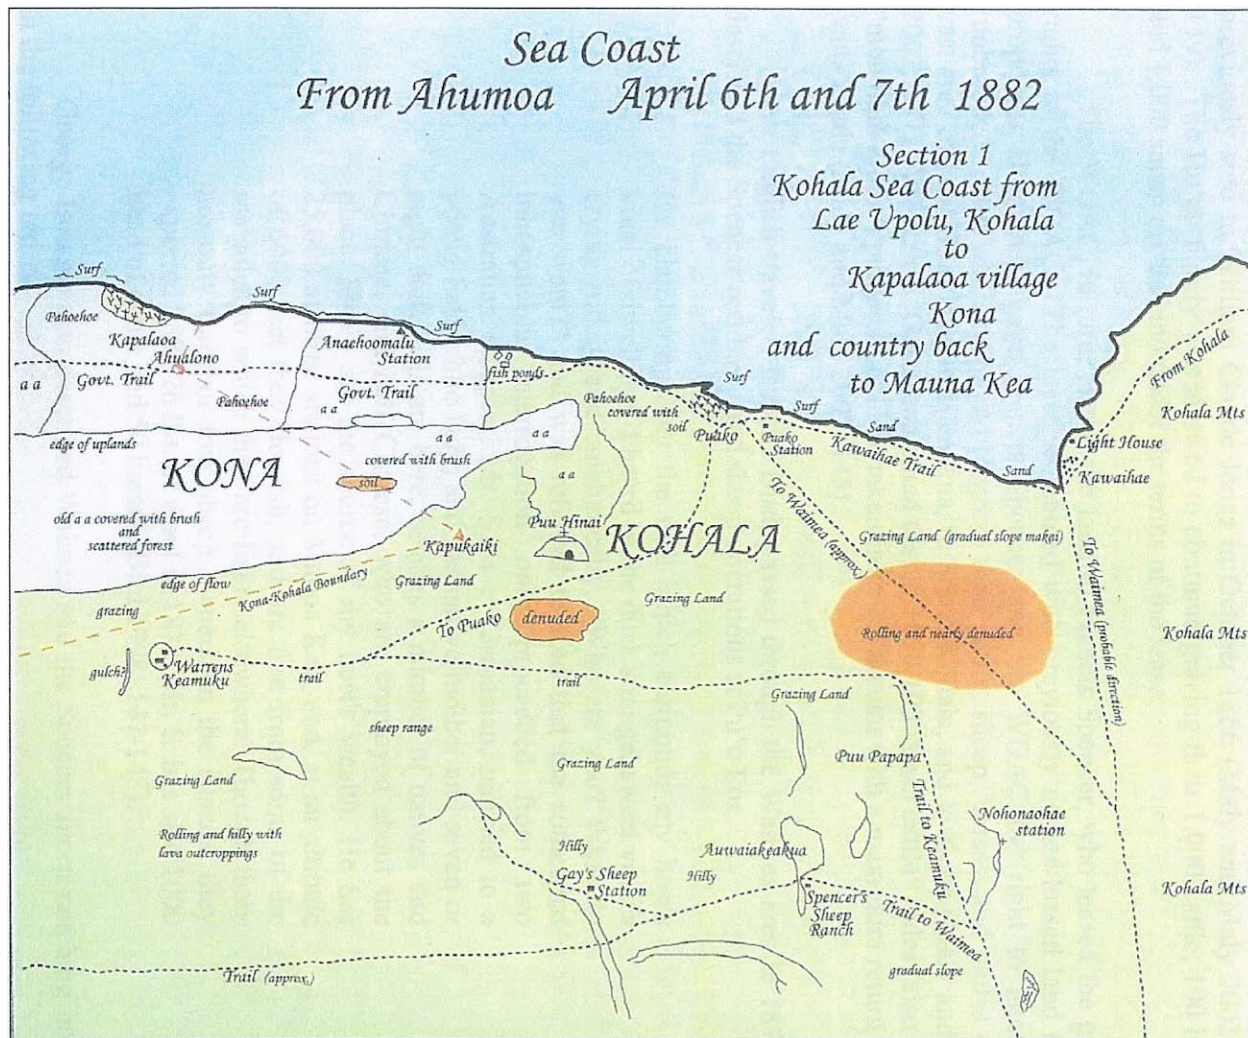 Sea Coast
From Ahumoa April 6th and 7th 1882
Section 1
Kohala Sea Coast from
Lae Upolu, Kohala
to
Kapalaoa village
Kona
and country back
to Mauna Kea
Surf
Pahoehoe
Kapalaoa
Ahualono
Surf
Anaehoomalu
Station
Surf
fish ponds
a a
Govt. Trail
Pahoehoe
Govt. Trail
a a
Pahoehoe
covered with
soil
Surf
Puako
Puako
Station
Surf
Sand
Kawaihae Trail
Sand
From Kohala
Kohala Mts
Light House
Kawaihae
edge of uplands
a a
a a
KONA
covered with brush
soil
a a
old a a covered with brush
and
scattered forest
Puu Hinai
Kapukaiki
KOHALA
To Waimea (approx.)
Grazing Land (gradual slope makai)
To Waimea (probable direction)
edge of flow
Kona-Kohala Boundary
Grazing Land
Grazing Land
grazing
To Puako
denuded
Rolling and nearly denuded
Kohala Mts
gulch?
Warrens
Keamuku
trail
trail
Grazing Land
sheep range
Puu Papapa
Grazing Land
Grazing Land
Trail to Keamuku
Nohonaohae
station
Rolling and hilly with
lava outcroppings
Hilly
Auwaiakeakua
Gay's Sheep
Station
Hilly
Spencer's
Sheep
Ranch
Trail to Waimea
Kohala Mts
Trail (approx.)
gradual slope